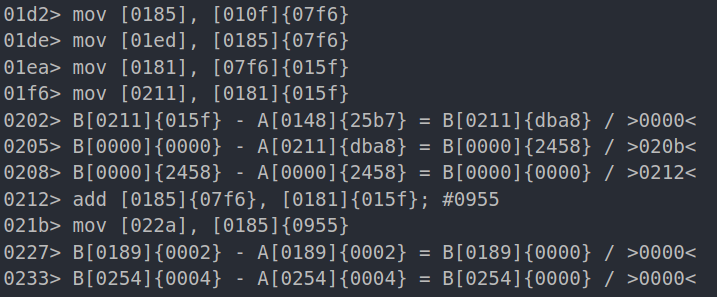 01d2> mov [0185], [010f]{07f6}
01de> mov [01ed], [0185]{07f6}
01ea> mov [0181], [07f6]{015f}
01f6> mov [0211], [0181]{015f}
0202> B[0211]{015f} - A[0148]{25b7} = B[0211]{dba8} / >0000<
0205> B[0000]{0000} - A[0211]{dba8} = B[0000]{2458} / >020b<
0208> B[0000]{2458} - A[0000]{2458} = B[0000]{0000} / >0212<
0212> add [0185]{07f6}, [0181]{015f}; #0955
021b> mov [022a], [0185]{0955}
0227> B[0189]{0002} - A[0189]{0002} = B[0189]{0000} / >0000<
0233> B[0254]{0004} - A[0254]{0004} = B[0254]{0000} / >0000<